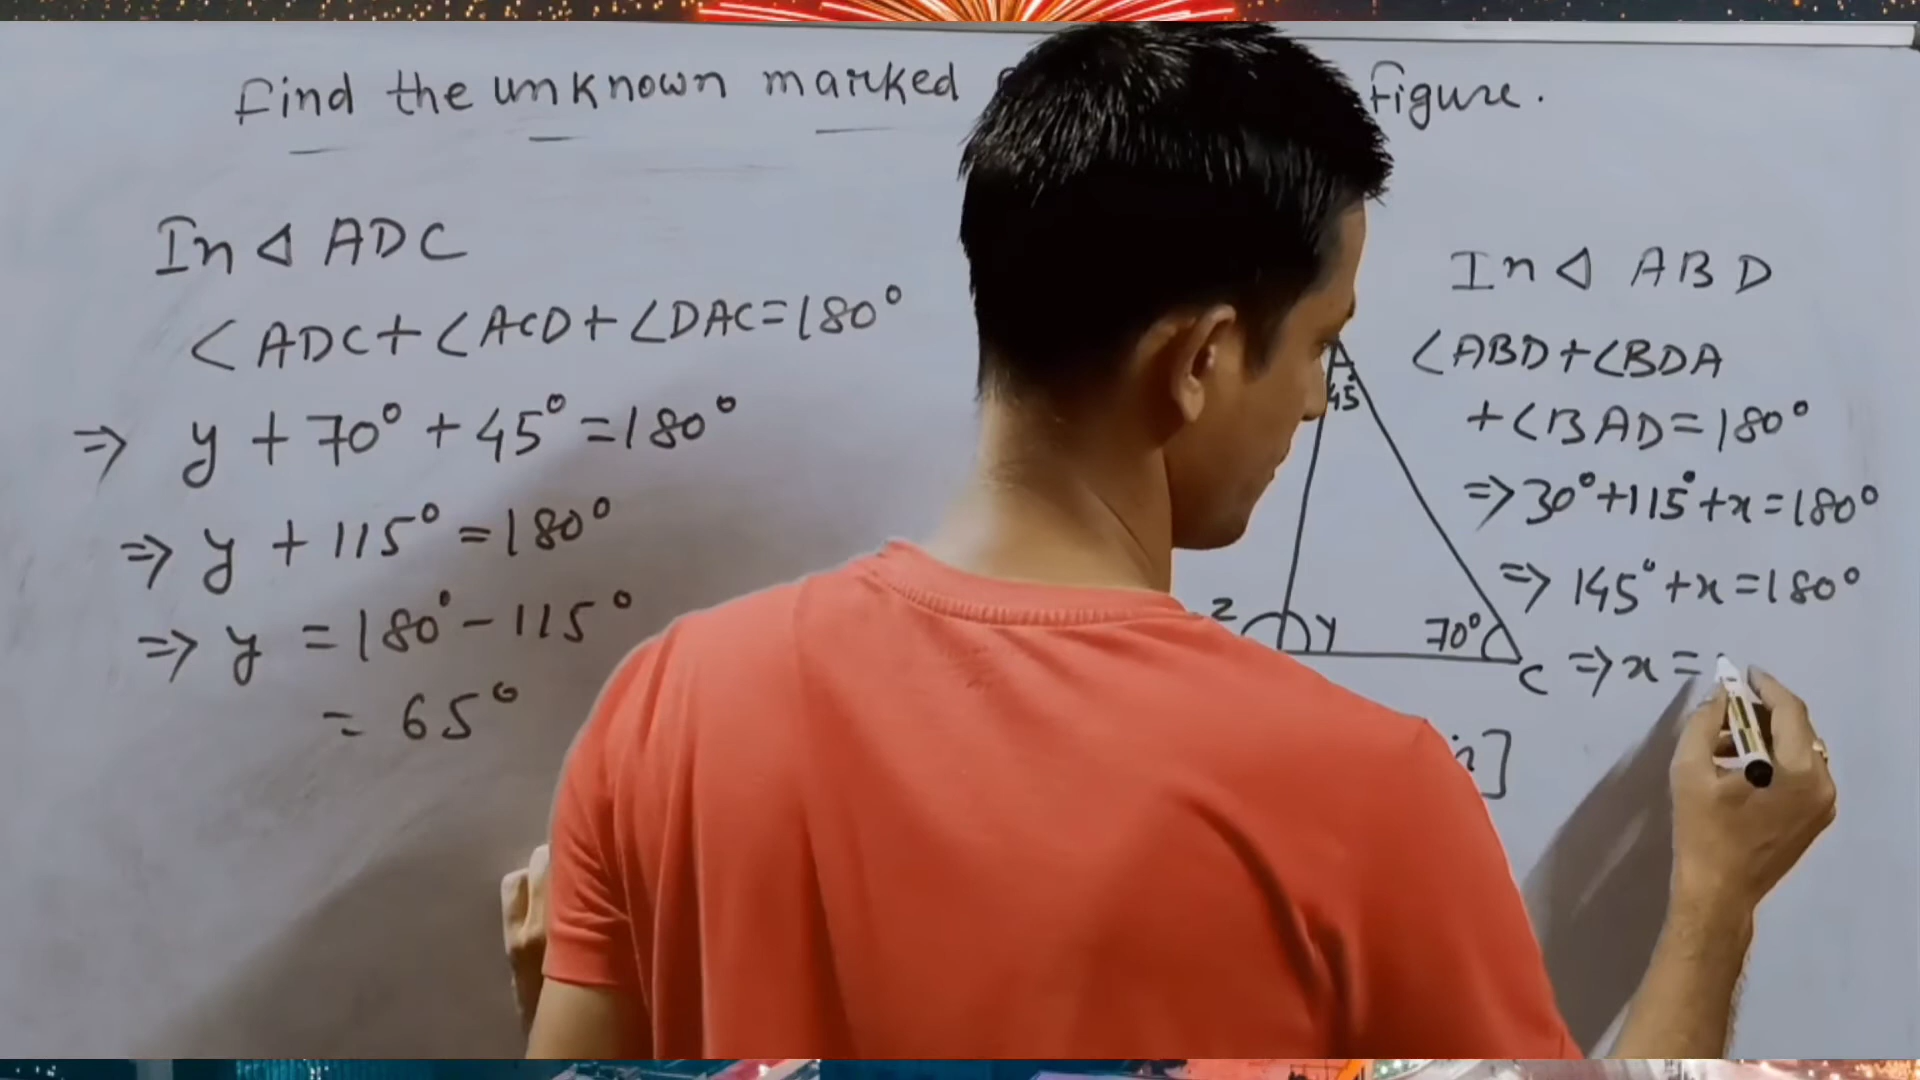 Find the unknown marked figure.
In ⊲ ADC
∠ADC+∠ACD+∠DAC=180°
⇒ y+70°+45°=180°
⇒ y+115°=180°
⇒ y=180°-115°
= 65°
A
45°
z y 70°
C
In ⊲ ABD
∠ABD+∠BDA
+∠BAD=180°
⇒30°+115°+x=180°
⇒ 145°+x=180°
⇒x=
]